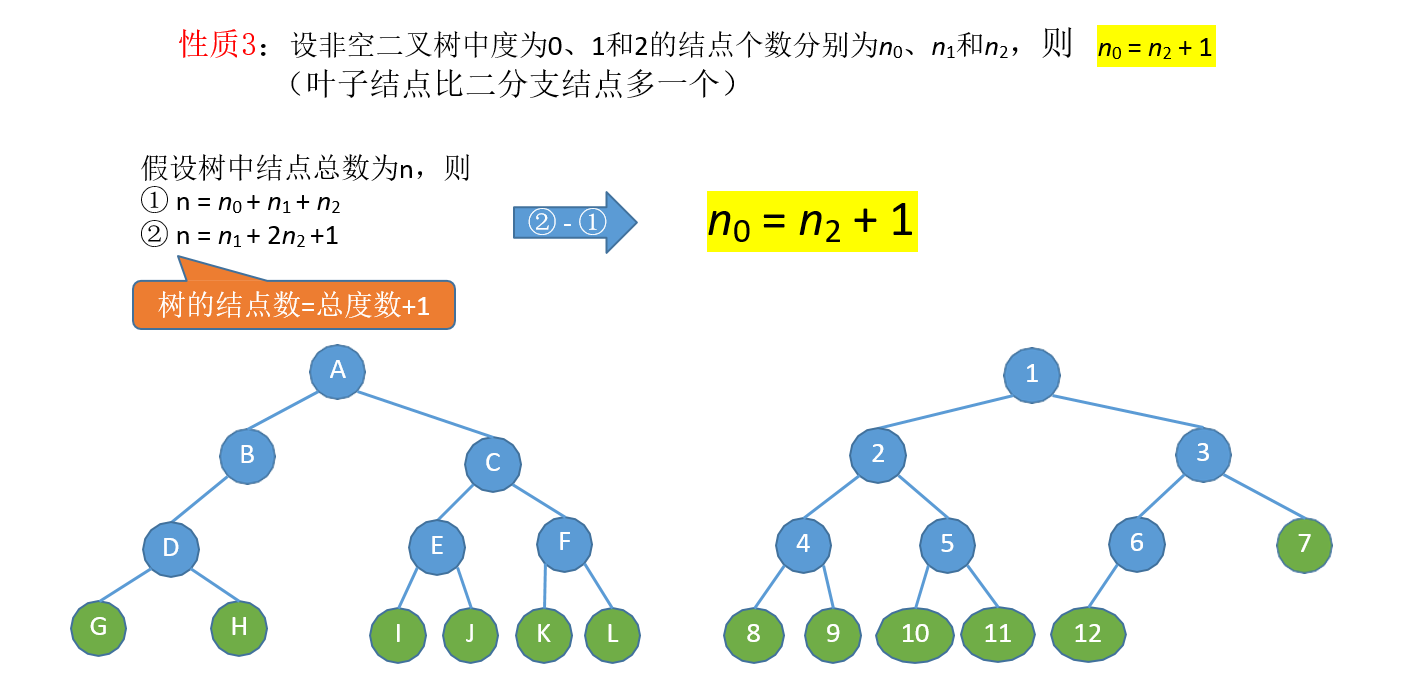 性质3：设非空二叉树中度为0、1和2的结点个数分别为n₀、n₁和n₂，则 n₀ = n₂ + 1
（叶子结点比二分支结点多一个）
假设树中结点总数为n，则
① n = n₀ + n₁ + n₂
② n = n₁ + 2n₂ +1
② - ①
n₀ = n₂ + 1
树的结点数=总度数+1
A
B
C
D
E
F
G
H
I
J
K
L
1
2
3
4
5
6
7
8
9
10
11
12